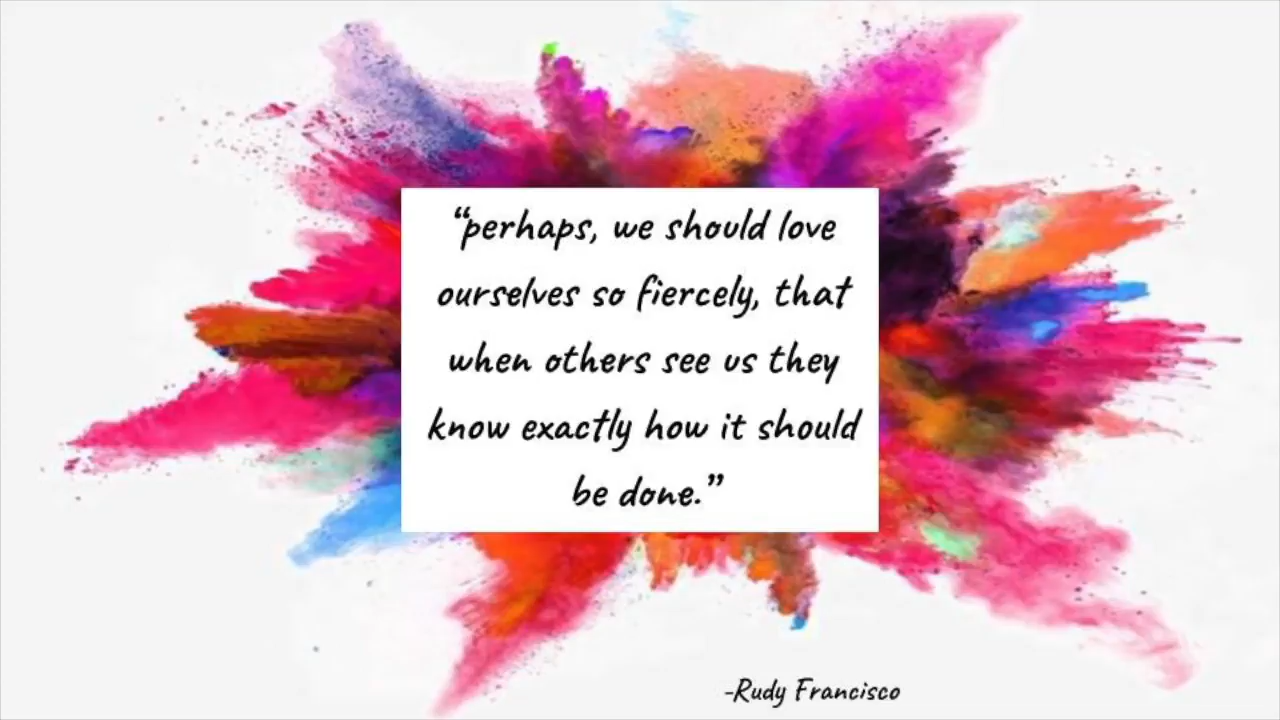 “perhaps, we should love
ourselves so fiercely, that
when others see us they
know exactly how it should
be done.”
-Rudy Francisco